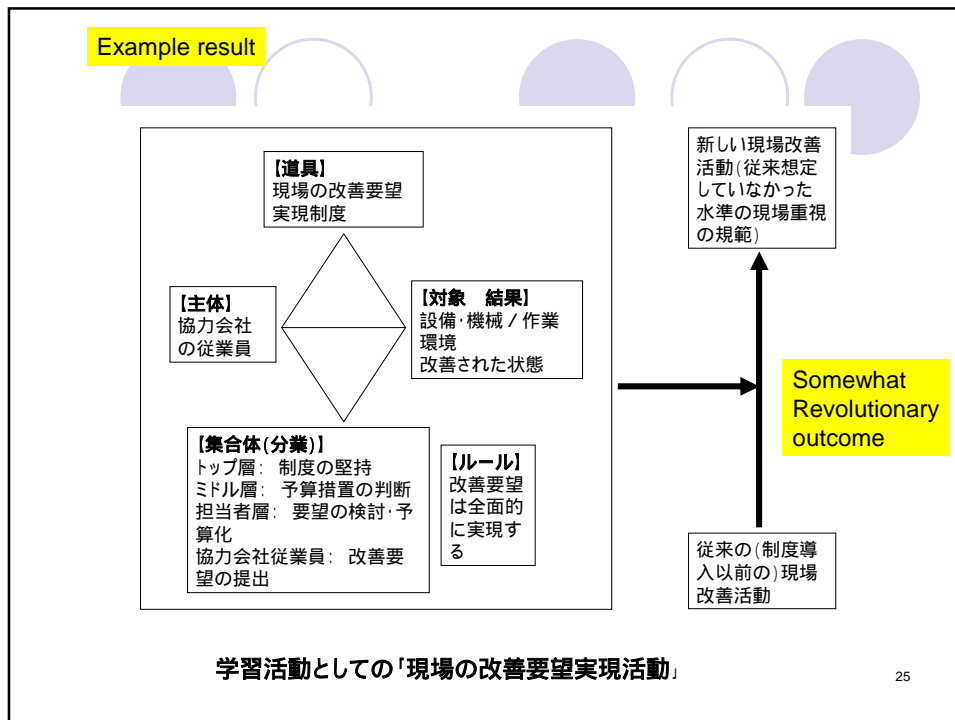 Example result
【道具】
現場の改善要望
実現制度
【主体】
協力会社
の従業員
【対象　結果】
設備･機械 / 作業
環境
改善された状態
【集合体(分業)】
トップ層： 制度の堅持
ミドル層： 予算措置の判断
担当者層： 要望の検討･予
算化
協力会社従業員： 改善要
望の提出
【ルール】
改善要望
は全面的
に実現す
る
新しい現場改善
活動(従来想定
していなかった
水準の現場重視
の規範)
Somewhat
Revolutionary
outcome
従来の(制度導
入以前の)現場
改善活動
学習活動としての｢現場の改善要望実現活動｣
25